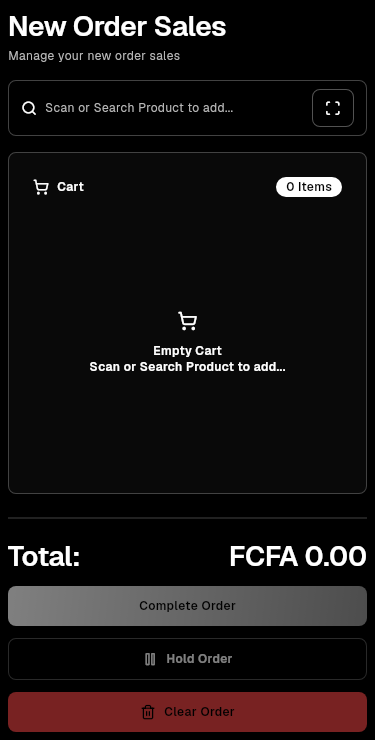 New Order Sales
Manage your new order sales
Scan or Search Product to add...
Cart
0 Items
Empty Cart
Scan or Search Product to add...
Total:
FCFA 0.00
Complete Order
Hold Order
Clear Order